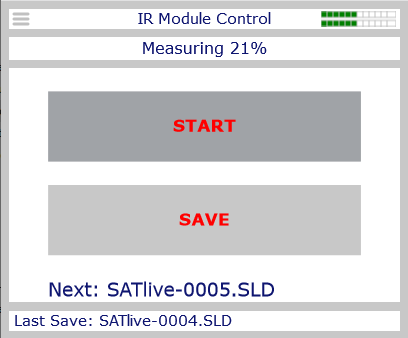 IR Module Control
Measuring 21%
START
SAVE
Next: SATlive-0005.SLD
Last Save: SATlive-0004.SLD